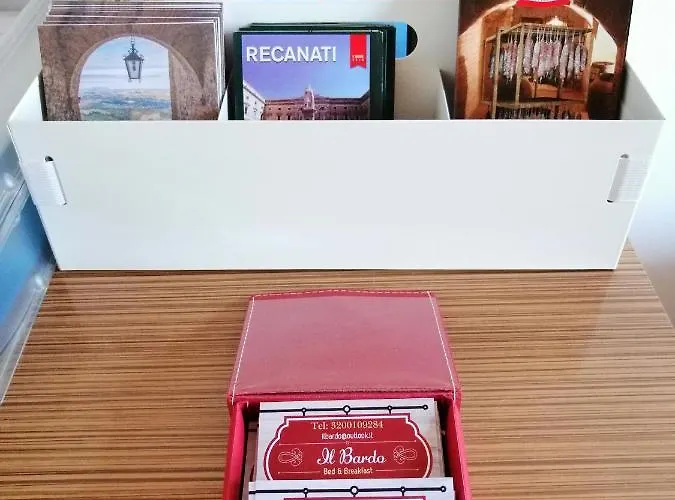 RECANATI
Tel: 3200109284
ilbardo@outlook.it
Il Bardo
Bed & Breakfast